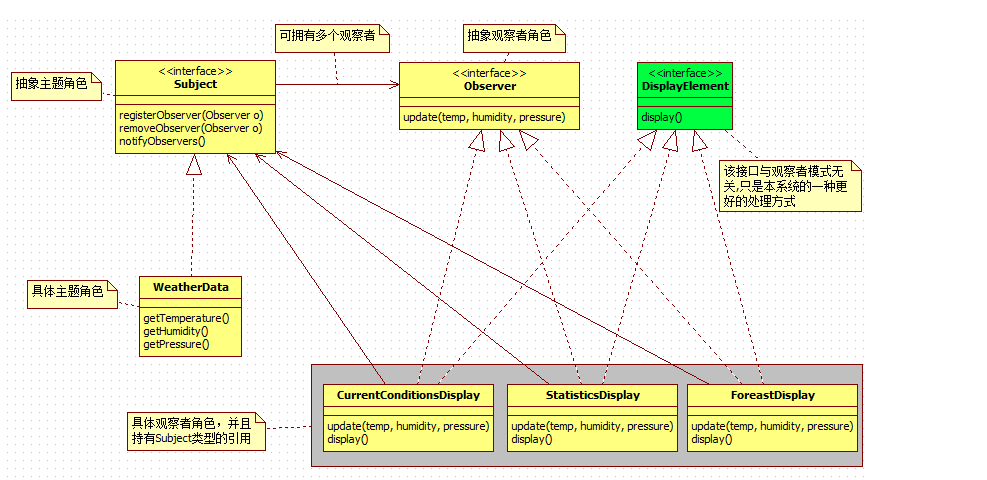 可拥有多个观察者
抽象观察者角色
抽象主题角色
<<interface>>
Subject
registerObserver(Observer o)
removeObserver(Observer o)
notifyObservers()
<<interface>>
Observer
update(temp, humidity, pressure)
<<interface>>
DisplayElement
display()
该接口与观察者模式无
关,只是本系统的一种更
好的处理方式
具体主题角色
WeatherData
getTemperature()
getHumidity()
getPressure()
具体观察者角色，并且
持有Subject类型的引用
CurrentConditionsDisplay
update(temp, humidity, pressure)
display()
StatisticsDisplay
update(temp, humidity, pressure)
display()
ForeastDisplay
update(temp, humidity, pressure)
display()